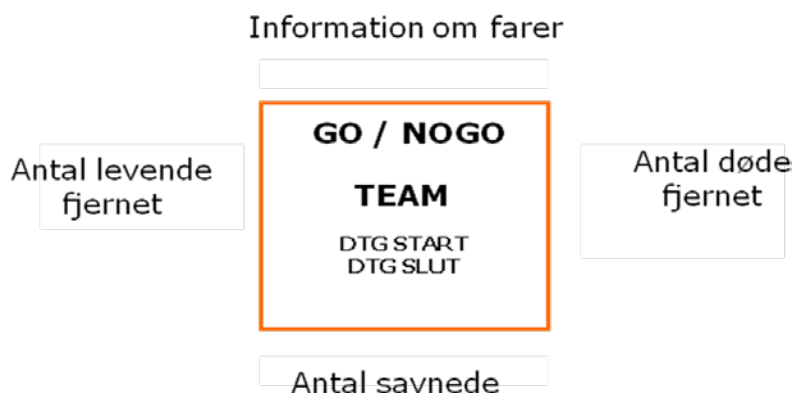 Information om farer
GO / NOGO
Antal levende
fjernet
TEAM
Antal døde
fjernet
DTG START
DTG SLUT
Antal savnede